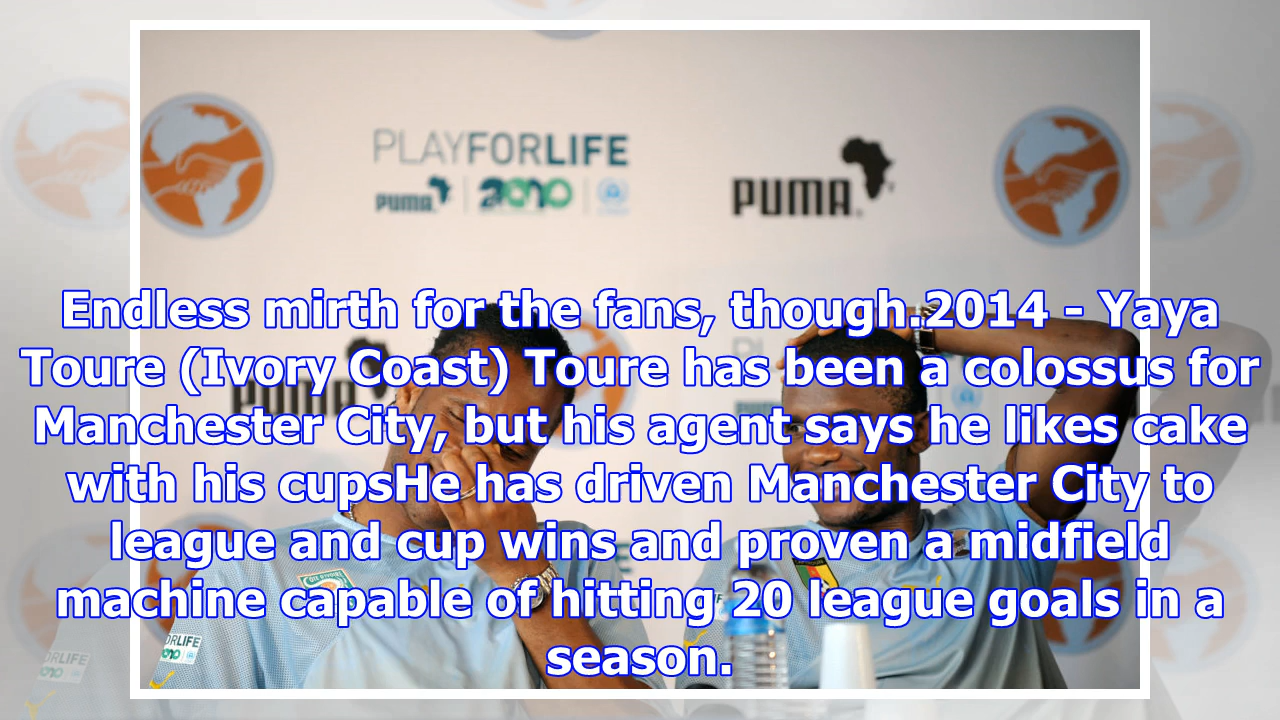 PLAYFORLIFE
PUMA 2010
PUMA
Endless mirth for the fans, though.2014 - Yaya
Toure (Ivory Coast) Toure has been a colossus for
Manchester City, but his agent says he likes cake
with his cupsHe has driven Manchester City to
league and cup wins and proven a midfield
machine capable of hitting 20 league goals in a
season.
PUMA